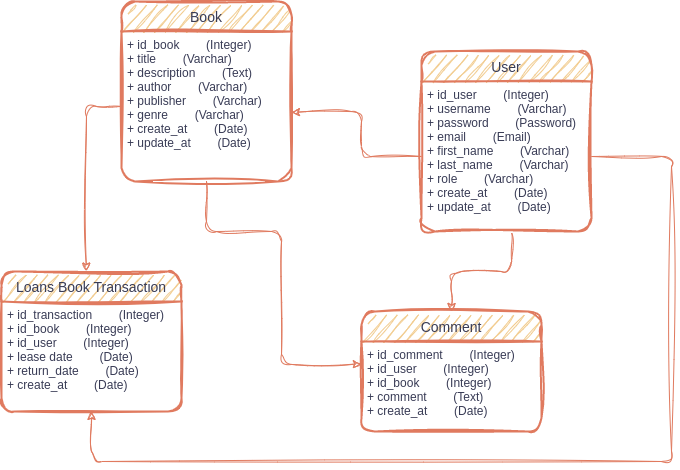 Book
+ id_book (Integer)
+ title (Varchar)
+ description (Text)
+ author (Varchar)
+ publisher (Varchar)
+ genre (Varchar)
+ create_at (Date)
+ update_at (Date)
User
+ id_user (Integer)
+ username (Varchar)
+ password (Password)
+ email (Email)
+ first_name (Varchar)
+ last_name (Varchar)
+ role (Varchar)
+ create_at (Date)
+ update_at (Date)
Loans Book Transaction
+ id_transaction (Integer)
+ id_book (Integer)
+ id_user (Integer)
+ lease date (Date)
+ return_date (Date)
+ create_at (Date)
Comment
+ id_comment (Integer)
+ id_user (Integer)
+ id_book (Integer)
+ comment (Text)
+ create_at (Date)